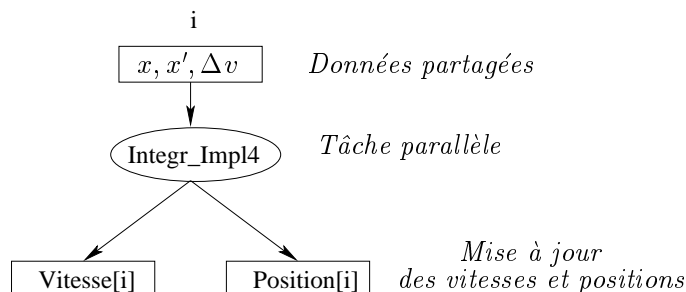 i
x, x′, Δv
Données partagées
Integr_Impl4
Tâche parallèle
Vitesse[i]
Position[i]
Mise à jour
des vitesses et positions